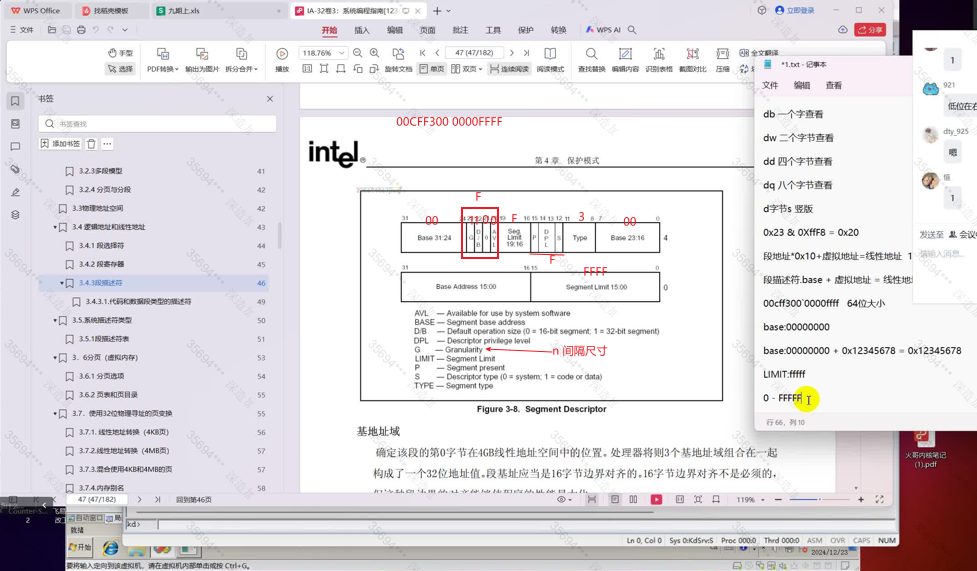 WPS Office
找稻壳模板
九期上.xls
IA-32卷3：系统编程指南(12
立即登录
文件
开始
插入
编辑
页面
批注
工具
保护
转换
WPS AI
分享
手型
选择
PDF转换
输出为图片
拆分合并
播放
118.76%
旋转文档
47 (47/182)
单页
双页
连续阅读
阅读模式
查找替换
编辑内容
识别表格
截图对比
压缩
全文翻译
书签
书签查找
添加书签
3.2.3多段模型 41
3.2.4 分页与分段 42
3.3物理地址空间 42
3.4 逻辑地址和线性地址 43
3.4.1 段选择符 44
3.4.2 段寄存器 45
3.4.3段描述符 46
3.4.3.1.代码和数据段类型的描述符 49
3.5.系统描述符类型 50
3.5.1段描述符表 51
3．6分页（虚拟内存） 53
3.6.1 分页选项 54
3.6.2 页表和页目录 54
3.7．使用32位物理寻址的页变换 55
3.7.1. 线性地址转换（4KB页） 56
3.7.2.线性地址转换（4MB页） 57
3.7.3.混合使用4KB和4MB的页 57
3.7.4.内存别名 58
00CFF300 0000FFFF
intel®
第 4 章、保护模式
F
00
F
3
00
31
16 15 14 13 12 11
8 7
0
Base 31:24
G
D/B
0
AVL
Seg. Limit 19:16
P
DPL
S
Type
Base 23:16
4
F
FFFF
31
16 15
0
Base Address 15:00
Segment Limit 15:00
0
AVL — Available for use by system software
BASE — Segment base address
D/B — Default operation size (0 = 16-bit segment; 1 = 32-bit segment)
DPL — Descriptor privilege level
G — Granularity
n 间隔尺寸
LIMIT — Segment Limit
P — Segment present
S — Descriptor type (0 = system; 1 = code or data)
TYPE — Segment type
Figure 3-8. Segment Descriptor
基地址域
确定该段的第0字节在4GB线性地址空间中的位置。处理器将则3个基地址域组合在一起
构成了一个32位地址值。段基址应当是16字节边界对齐的。16字节边界对齐不是必须的，
*1.txt - 记事本
文件
编辑
查看
db 一个字查看
dw 二个字节查看
dd 四个字节查看
dq 八个字节查看
d字节s 竖版
0x23 & 0XffF8 = 0x20
段地址*0x10+虚拟地址=线性地址 1
段描述符.base + 虚拟地址 = 线性地
00cff300`0000ffff 64位大小
base:00000000
base:00000000 + 0x12345678 = 0x12345678
LIMIT:fffff
0 - FFFFF
行 66，列 10
1
921
低位在右
dty_925
嗯
恒
1
发送至
会议
请输入消息...
火哥内核笔记
(1).pdf
47 (47/182)
回到第46页
119%
kd>
Ln 0, Col 0
Sys 0:KdSrv:S
Proc 000:0
Thrd 000:0
ASM
OVR
CAPS
NUM
自动窗口
就绪
开始
2024/12/23
要将输入定向到该虚拟机，请在虚拟机内部单击或按 Ctrl+G。